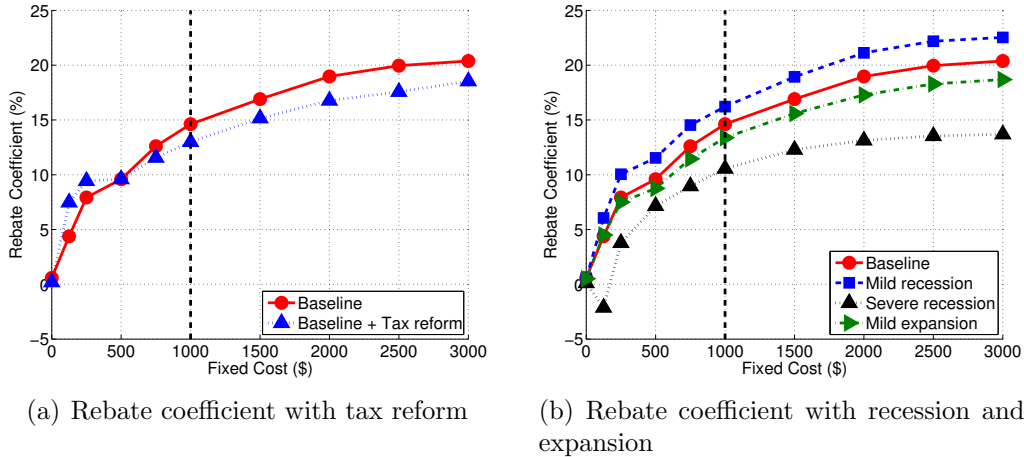 25
20
15
10
5
0
−5
0
500
1000
1500
2000
2500
3000
Rebate Coefficient (%)
Fixed Cost ($)
Baseline
Baseline + Tax reform
(a) Rebate coefficient with tax reform
25
20
15
10
5
0
−5
0
500
1000
1500
2000
2500
3000
Rebate Coefficient (%)
Fixed Cost ($)
Baseline
Mild recession
Severe recession
Mild expansion
(b) Rebate coefficient with recession and
expansion